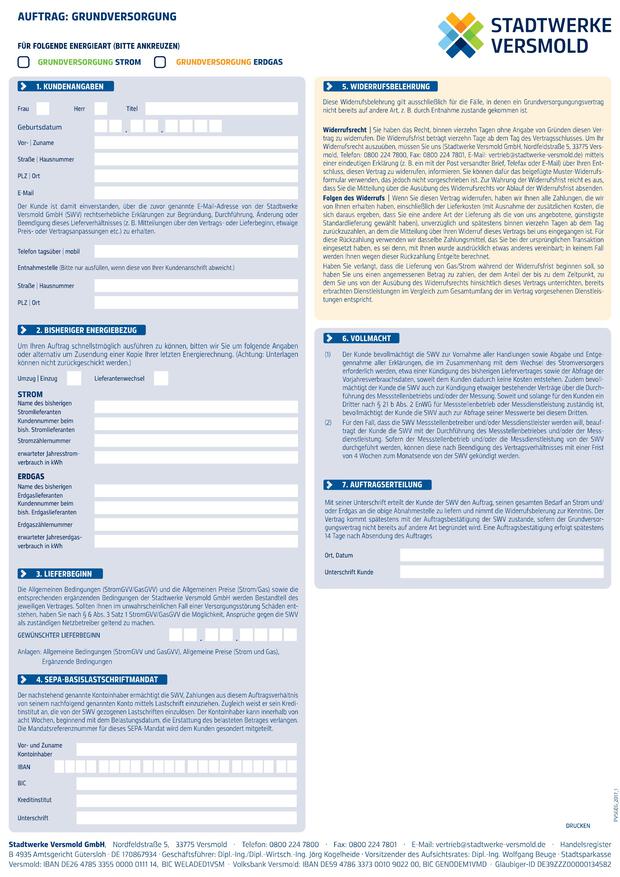 AUFTRAG: GRUNDVERSORGUNG
STADTWERKE
VERSMOLD
FÜR FOLGENDE ENERGIEART (BITTE ANKREUZEN)
GRUNDVERSORGUNG STROM
GRUNDVERSORGUNG ERDGAS
1. KUNDENANGABEN
Frau Herr Titel
Geburtsdatum
Vor- | Zuname
Straße | Hausnummer
PLZ | Ort
E-Mail
Der Kunde ist damit einverstanden, über die zuvor genannte E-Mail-Adresse von der Stadtwerke
Versmold GmbH (SWV) rechtserhebliche Erklärungen zur Begründung, Durchführung, Änderung oder
Beendigung dieses Lieferverhältnisses (z. B. Mitteilungen über den Vertrags- oder Lieferbeginn, etwaige
Preis- oder Vertragsanpassungen etc.) zu erhalten.
Telefon tagsüber | mobil
Entnahmestelle (Bitte nur ausfüllen, wenn diese von Ihrer Kundenanschrift abweicht.)
Straße | Hausnummer
PLZ | Ort
2. BISHERIGER ENERGIEBEZUG
Um Ihren Auftrag schnellstmöglich ausführen zu können, bitten wir Sie um folgende Angaben
oder alternativ um Zusendung einer Kopie Ihrer letzten Energierechnung. (Achtung: Unterlagen
können nicht zurückgeschickt werden.)
Umzug | Einzug Lieferantenwechsel
STROM
Name des bisherigen
Stromlieferanten
Kundennummer beim
bish. Stromlieferanten
Stromzählernummer
erwarteter Jahresstrom-
verbrauch in kWh
ERDGAS
Name des bisherigen
Erdgaslieferanten
Kundennummer beim
bish. Erdgaslieferanten
Erdgaszählernummer
erwarteter Jahreserdgas-
verbrauch in kWh
3. LIEFERBEGINN
Die Allgemeinen Bedingungen (StromGVV/GasGVV) und die Allgemeinen Preise (Strom/Gas) sowie die
entsprechenden ergänzenden Bedingungen der Stadtwerke Versmold GmbH werden Bestandteil des
jeweiligen Vertrages. Sollten Ihnen im unwahrscheinlichen Fall einer Versorgungsstörung Schäden ent-
stehen, haben Sie nach § 6 Abs. 3 Satz 1 StromGVV/GasGVV die Möglichkeit, Ansprüche gegen die SWV
als zuständigen Netzbetreiber geltend zu machen.
GEWÜNSCHTER LIEFERBEGINN
Anlagen: Allgemeine Bedingungen (StromGVV und GasGVV), Allgemeine Preise (Strom und Gas),
Ergänzende Bedingungen
4. SEPA-BASISLASTSCHRIFTMANDAT
Der nachstehend genannte Kontoinhaber ermächtigt die SWV, Zahlungen aus diesem Auftragsverhältnis
von seinem nachfolgend genannten Konto mittels Lastschrift einzuziehen. Zugleich weist er sein Kredi-
tinstitut an, die von der SWV gezogenen Lastschriften einzulösen. Der Kontoinhaber kann innerhalb von
acht Wochen, beginnend mit dem Belastungsdatum, die Erstattung des belasteten Betrages verlangen.
Die Mandatsreferenznummer für dieses SEPA-Mandat wird dem Kunden gesondert mitgeteilt.
Vor- und Zuname
Kontoinhaber
IBAN
BIC
Kreditinstitut
Unterschrift
5. WIDERRUFSBELEHRUNG
Diese Widerrufsbelehrung gilt ausschließlich für die Fälle, in denen ein Grundversorgungsvertrag
nicht bereits auf andere Art, z. B. durch Entnahme zustande gekommen ist.
Widerrufsrecht | Sie haben das Recht, binnen vierzehn Tagen ohne Angabe von Gründen diesen Ver-
trag zu widerrufen. Die Widerrufsfrist beträgt vierzehn Tage ab dem Tag des Vertragsschlusses. Um Ihr
Widerrufsrecht auszuüben, müssen Sie uns (Stadtwerke Versmold GmbH, Nordfeldstraße 5, 33775 Vers-
mold, Telefon: 0800 224 7800, Fax: 0800 224 7801, E-Mail: vertrieb@stadtwerke-versmold.de) mittels
einer eindeutigen Erklärung (z. B. ein mit der Post versandter Brief, Telefax oder E-Mail) über Ihren Ent-
schluss, diesen Vertrag zu widerrufen, informieren. Sie können dafür das beigefügte Muster-Widerrufs-
formular verwenden, das jedoch nicht vorgeschrieben ist. Zur Wahrung der Widerrufsfrist reicht es aus,
dass Sie die Mitteilung über die Ausübung des Widerrufsrechts vor Ablauf der Widerrufsfrist absenden.
Folgen des Widerrufs | Wenn Sie diesen Vertrag widerrufen, haben wir Ihnen alle Zahlungen, die wir
von Ihnen erhalten haben, einschließlich der Lieferkosten (mit Ausnahme der zusätzlichen Kosten, die
sich daraus ergeben, dass Sie eine andere Art der Lieferung als die von uns angebotene, günstigste
Standardlieferung gewählt haben), unverzüglich und spätestens binnen vierzehn Tagen ab dem Tag
zurückzuzahlen, an dem die Mitteilung über Ihren Widerruf dieses Vertrags bei uns eingegangen ist. Für
diese Rückzahlung verwenden wir dasselbe Zahlungsmittel, das Sie bei der ursprünglichen Transaktion
eingesetzt haben, es sei denn, mit Ihnen wurde ausdrücklich etwas anderes vereinbart; in keinem Fall
werden Ihnen wegen dieser Rückzahlung Entgelte berechnet.
Haben Sie verlangt, dass die Lieferung von Gas/Strom während der Widerrufsfrist beginnen soll, so
haben Sie uns einen angemessenen Betrag zu zahlen, der dem Anteil der bis zu dem Zeitpunkt, zu
dem Sie uns von der Ausübung des Widerrufsrechts hinsichtlich dieses Vertrags unterrichten, bereits
erbrachten Dienstleistungen im Vergleich zum Gesamtumfang der im Vertrag vorgesehenen Dienstleis-
tungen entspricht.
6. VOLLMACHT
(1) Der Kunde bevollmächtigt die SWV zur Vornahme aller Handlungen sowie Abgabe und Entge-
gennahme aller Erklärungen, die im Zusammenhang mit dem Wechsel des Stromversorgers
erforderlich werden, etwa einer Kündigung des bisherigen Liefervertrages sowie der Abfrage der
Vorjahresverbrauchsdaten, soweit dem Kunden dadurch keine Kosten entstehen. Zudem bevoll-
mächtigt der Kunde die SWV auch zur Kündigung etwaiger bestehender Verträge über die Durch-
führung des Messstellenbetriebs und/oder der Messung. Soweit und solange für den Kunden ein
Dritter nach § 21 b Abs. 2 EnWG für Messstellenbetrieb oder Messdienstleistung zuständig ist,
bevollmächtigt der Kunde die SWV auch zur Abfrage seiner Messwerte bei diesem Dritten.
(2) Für den Fall, dass die SWV Messstellenbetreiber und/oder Messdienstleister werden will, beauf-
tragt der Kunde die SWV mit der Durchführung des Messstellenbetriebes und/oder der Mess-
dienstleistung. Sofern der Messstellenbetrieb und/oder die Messdienstleistung von der SWV
durchgeführt werden, können diese nach Beendigung des Vertragsverhältnisses mit einer Frist
von 4 Wochen zum Monatsende von der SWV gekündigt werden.
7. AUFTRAGSERTEILUNG
Mit seiner Unterschrift erteilt der Kunde der SWV den Auftrag, seinen gesamten Bedarf an Strom und/
oder Erdgas an die obige Abnahmestelle zu liefern und nimmt die Widerrufsbelehrung zur Kenntnis. Der
Vertrag kommt spätestens mit der Auftragsbestätigung der SWV zustande, sofern der Grundversor-
gungsvertrag nicht bereits auf andere Art begründet wird. Eine Auftragsbestätigung erfolgt spätestens
14 Tage nach Absendung des Auftrages
Ort, Datum
Unterschrift Kunde
DRUCKEN
Stadtwerke Versmold GmbH, Nordfeldstraße 5, 33775 Versmold · Telefon: 0800 224 7800 · Fax: 0800 224 7801 · E-Mail: vertrieb@stadtwerke-versmold.de · Handelsregister
B 4935 Amtsgericht Gütersloh · DE 170867934 · Geschäftsführer: Dipl.-Ing./Dipl.-Wirtsch.-Ing. Jörg Kogelheide · Vorsitzender des Aufsichtsrates: Dipl.-Ing. Wolfgang Beuge · Stadtsparkasse
Versmold: IBAN DE26 4785 3355 0000 0111 14, BIC WELADED1VSM · Volksbank Versmold, IBAN DE59 4786 3373 0010 9022 00, BIC GENODEM1VMD · Gläubiger-ID DE39ZZZ00000134582